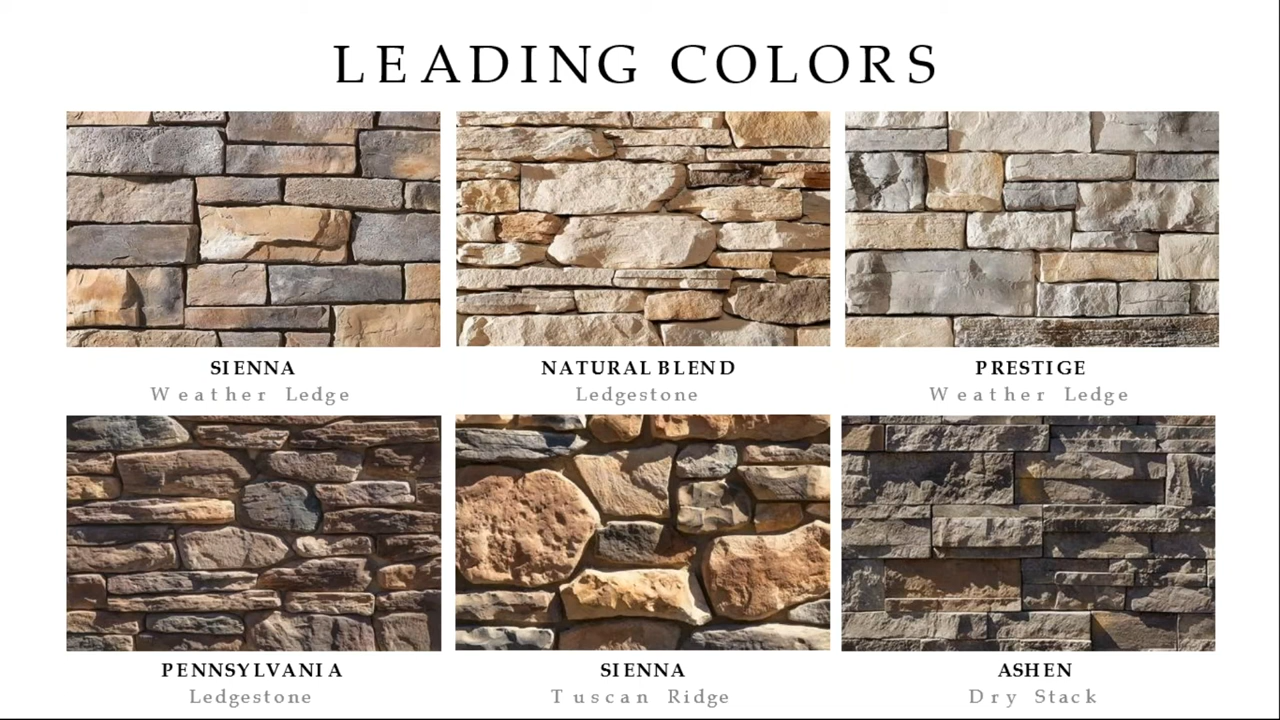 LEADING COLORS
SIENNA
Weather Ledge
NATURAL BLEND
Ledgestone
PRESTIGE
Weather Ledge
PENNSYLVANIA
Ledgestone
SIENNA
Tuscan Ridge
ASHEN
Dry Stack